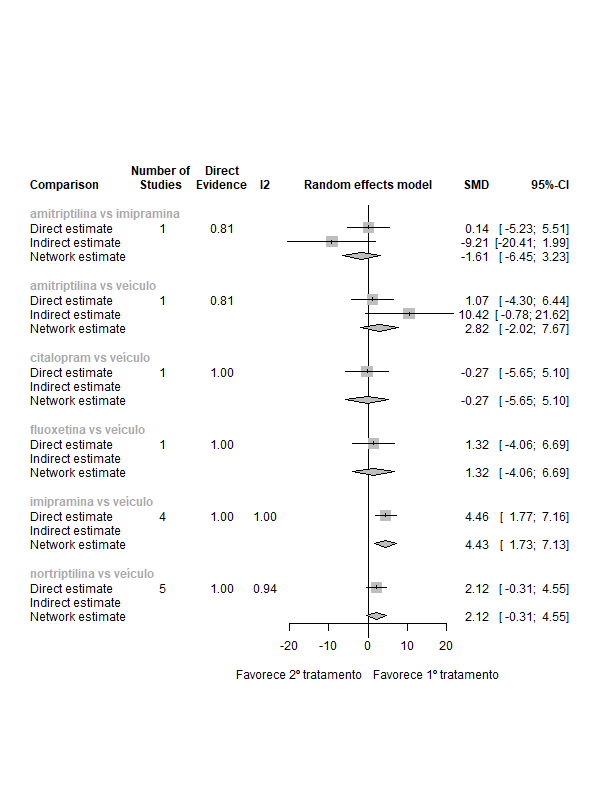 Number of Direct
Comparison Studies Evidence I2 Random effects model SMD 95%-CI
amitriptilina vs imipramina
Direct estimate 1 0.81 0.14 [ -5.23; 5.51]
Indirect estimate -9.21 [-20.41; 1.99]
Network estimate -1.61 [ -6.45; 3.23]
amitriptilina vs veículo
Direct estimate 1 0.81 1.07 [ -4.30; 6.44]
Indirect estimate 10.42 [ -0.78; 21.62]
Network estimate 2.82 [ -2.02; 7.67]
citalopram vs veículo
Direct estimate 1 1.00 -0.27 [ -5.65; 5.10]
Indirect estimate
Network estimate -0.27 [ -5.65; 5.10]
fluoxetina vs veículo
Direct estimate 1 1.00 1.32 [ -4.06; 6.69]
Indirect estimate
Network estimate 1.32 [ -4.06; 6.69]
imipramina vs veículo
Direct estimate 4 1.00 1.00 4.46 [ 1.77; 7.16]
Indirect estimate
Network estimate 4.43 [ 1.73; 7.13]
nortriptilina vs veículo
Direct estimate 5 1.00 0.94 2.12 [ -0.31; 4.55]
Indirect estimate
Network estimate 2.12 [ -0.31; 4.55]
-20 -10 0 10 20
Favorece 2º tratamento Favorece 1º tratamento